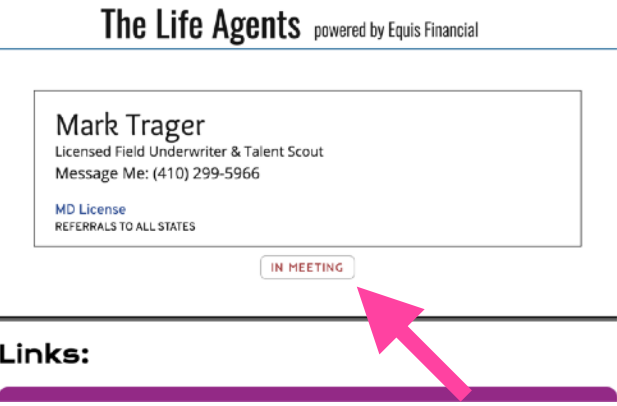 The Life Agents powered by Equis Financial
Mark Trager
Licensed Field Underwriter & Talent Scout
Message Me: (410) 299-5966
MD License
REFERRALS TO ALL STATES
IN MEETING
Links: